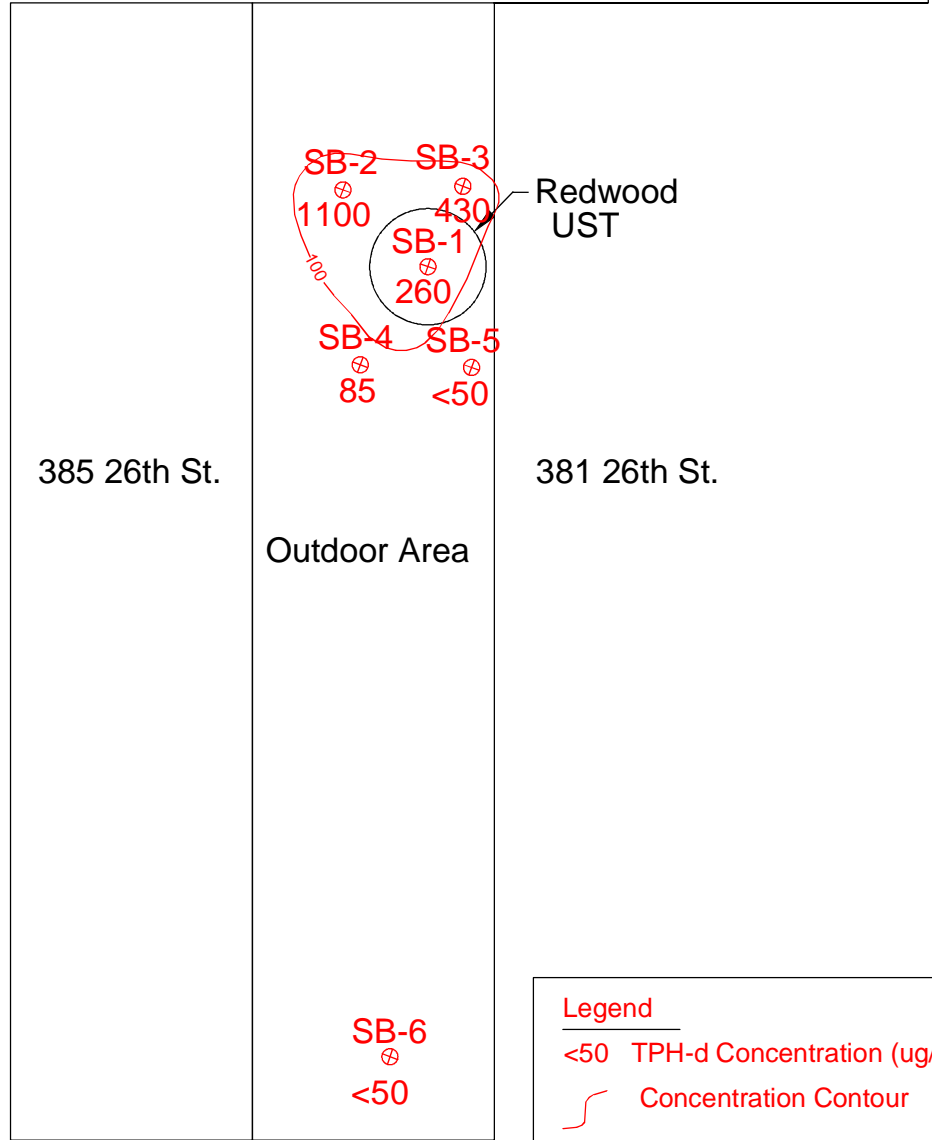 SB-2
1100
SB-3
430
Redwood
UST
SB-1
260
100
SB-4
85
SB-5
<50
385 26th St.
381 26th St.
Outdoor Area
SB-6
<50
Legend
<50 TPH-d Concentration (ug/
Concentration Contour